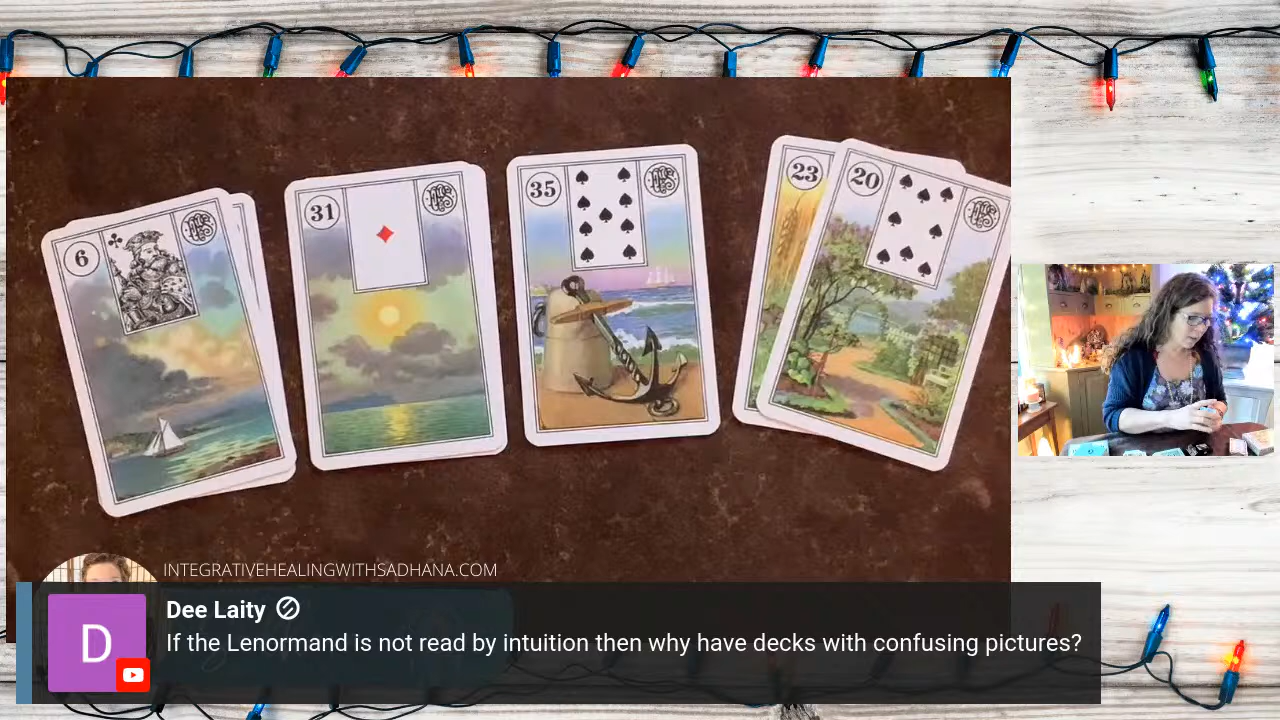 6
31
35
23
20
INTEGRATIVEHEALINGWITHSADHANA.COM
Dee Laity
D
If the Lenormand is not read by intuition then why have decks with confusing pictures?